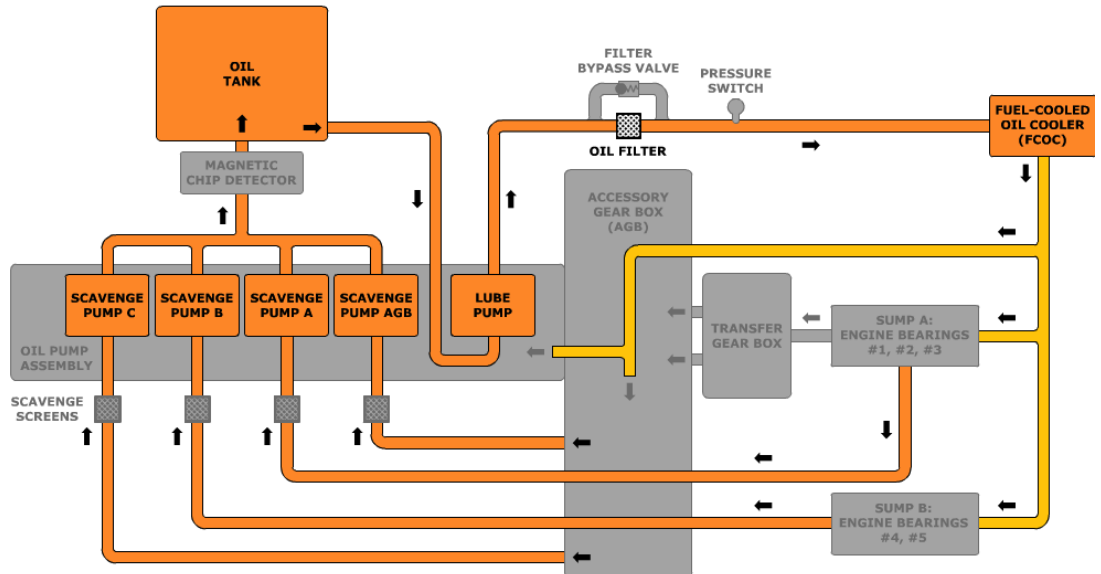 OIL
TANK
FILTER
BYPASS VALVE
PRESSURE
SWITCH
FUEL-COOLED
OIL COOLER
(FCOC)
OIL FILTER
MAGNETIC
CHIP DETECTOR
ACCESSORY
GEAR BOX
(AGB)
SCAVENGE
PUMP C
SCAVENGE
PUMP B
SCAVENGE
PUMP A
SCAVENGE
PUMP AGB
LUBE
PUMP
TRANSFER
GEAR BOX
SUMP A:
ENGINE BEARINGS
#1, #2, #3
OIL PUMP
ASSEMBLY
SCAVENGE
SCREENS
SUMP B:
ENGINE BEARINGS
#4, #5